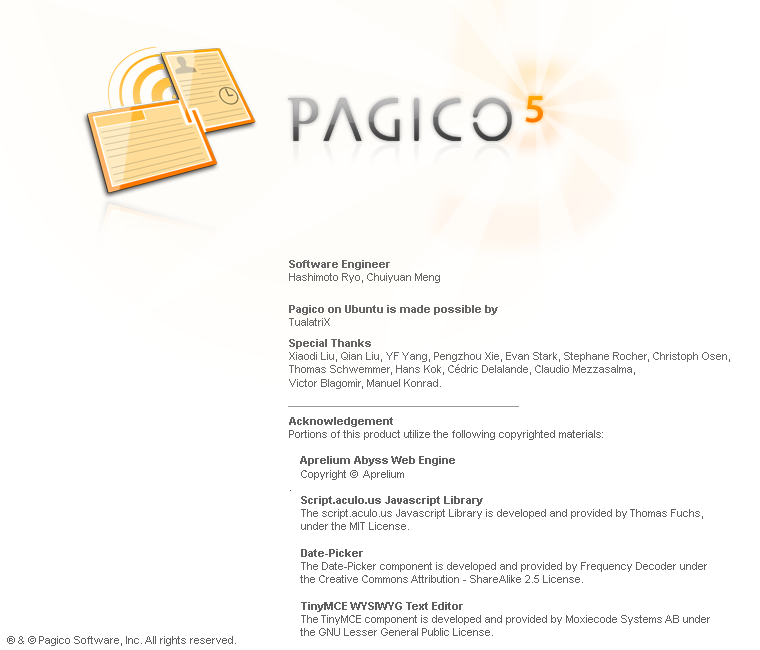 PAGICO 5
Software Engineer
Hashimoto Ryo, Chuiyuan Meng
Pagico on Ubuntu is made possible by
TualatriX
Special Thanks
Xiaodi Liu, Qian Liu, YF Yang, Pengzhou Xie, Evan Stark, Stephane Rocher, Christoph Osen,
Thomas Schwemmer, Hans Kok, Cédric Delalande, Claudio Mezzasalma,
Victor Blagomir, Manuel Konrad.
Acknowledgement
Portions of this product utilize the following copyrighted materials:
Aprelium Abyss Web Engine
Copyright © Aprelium
.
Script.aculo.us Javascript Library
The script.aculo.us Javascript Library is developed and provided by Thomas Fuchs,
under the MIT License.
Date-Picker
The Date-Picker component is developed and provided by Frequency Decoder under
the Creative Commons Attribution - ShareAlike 2.5 License.
TinyMCE WYSIWYG Text Editor
The TinyMCE component is developed and provided by Moxiecode Systems AB under
the GNU Lesser General Public License.
® & © Pagico Software, Inc. All rights reserved.